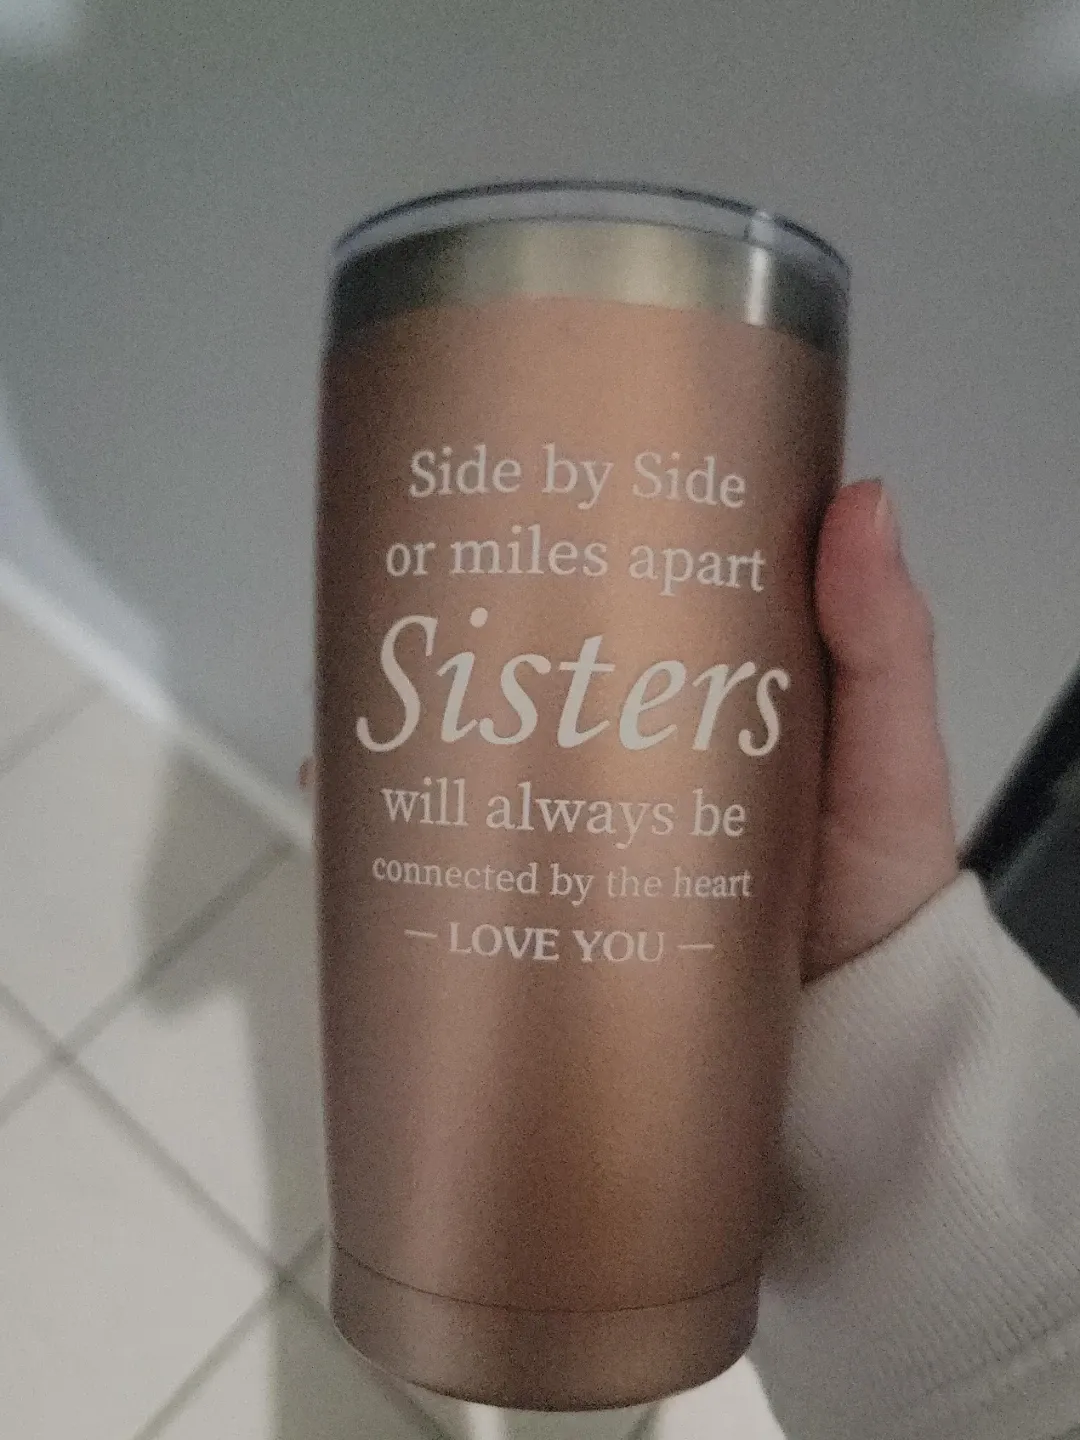 Side by Side
or miles apart
Sisters
will always be
connected by the heart
— LOVE YOU —